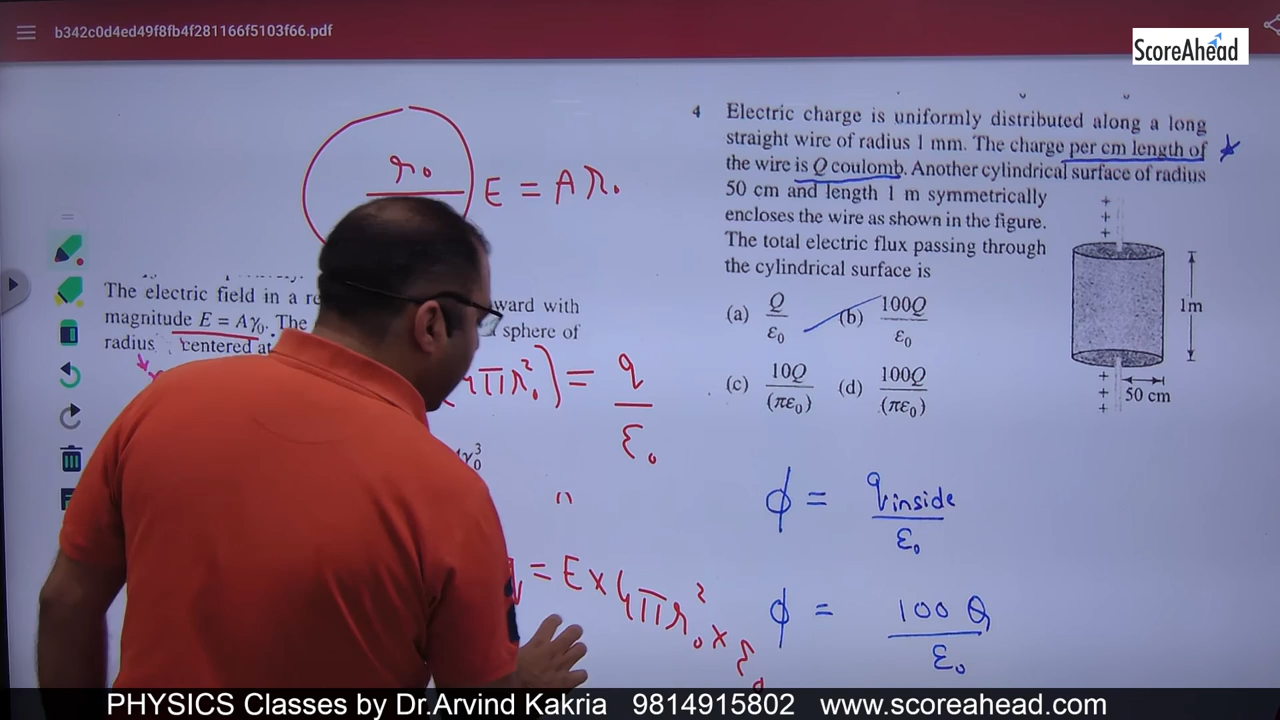 b342c0d4ed49f8fb4f281166f5103f66.pdf
ScoreAhead
r₀
E = A r₀
The electric field in a re ward with
magnitude E = Aγ₀. The sphere of
radius centered at
4πr₀²) = q
ε₀
γ₀³
= E × 4πr₀² × ε₀
4 Electric charge is uniformly distributed along a long
straight wire of radius 1 mm. The charge per cm length of
the wire is Q coulomb. Another cylindrical surface of radius
50 cm and length 1 m symmetrically
encloses the wire as shown in the figure.
The total electric flux passing through
the cylindrical surface is
(a) Q/ε₀ (b) 100Q/ε₀
(c) 10Q/(πε₀) (d) 100Q/(πε₀)
+
+
+
1m
+
+
+
50 cm
ϕ = q inside
ε₀
ϕ = 100 Q
ε₀
PHYSICS Classes by Dr.Arvind Kakria 9814915802 www.scoreahead.com